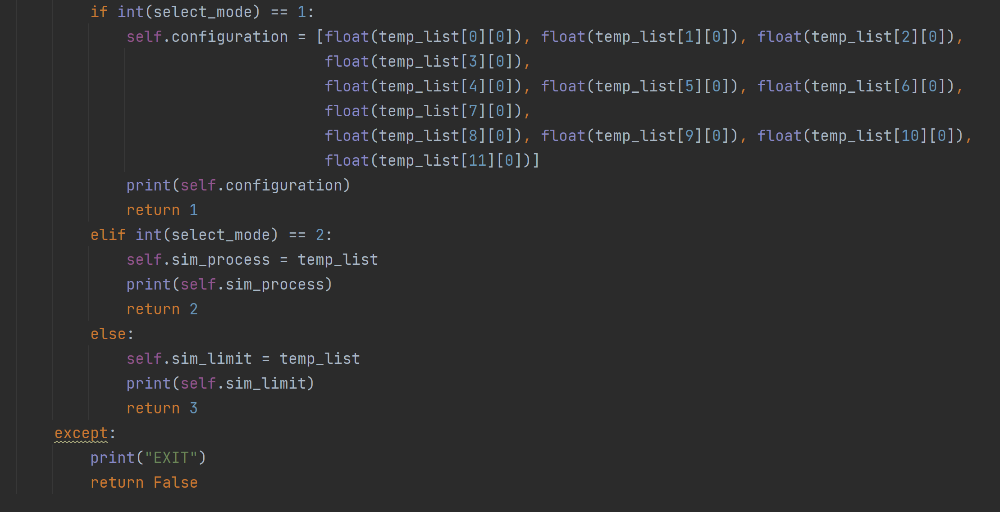 if int(select_mode) == 1:
self.configuration = [float(temp_list[0][0]), float(temp_list[1][0]), float(temp_list[2][0]),
float(temp_list[3][0]),
float(temp_list[4][0]), float(temp_list[5][0]), float(temp_list[6][0]),
float(temp_list[7][0]),
float(temp_list[8][0]), float(temp_list[9][0]), float(temp_list[10][0]),
float(temp_list[11][0])]
print(self.configuration)
return 1
elif int(select_mode) == 2:
self.sim_process = temp_list
print(self.sim_process)
return 2
else:
self.sim_limit = temp_list
print(self.sim_limit)
return 3
except:
print("EXIT")
return False